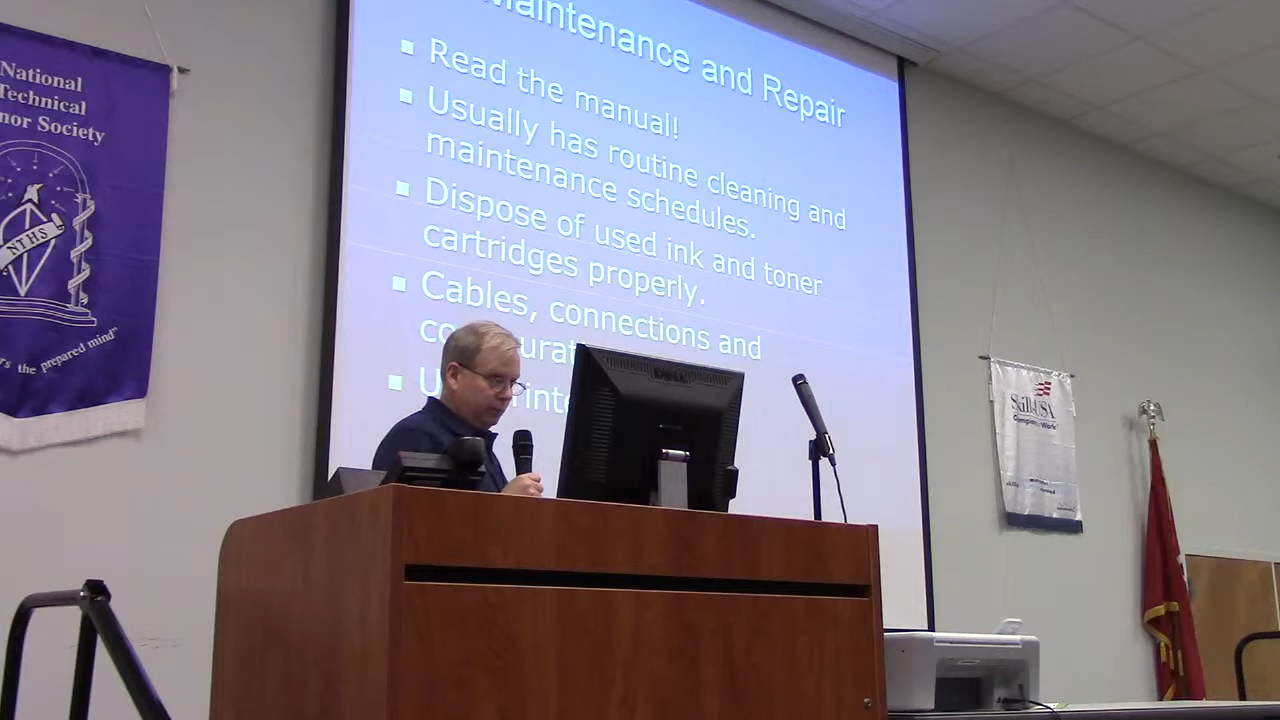 National
Technical
nor Society
NTHS
the prepared mind"
Maintenance and Repair
Read the manual!
Usually has routine cleaning and
maintenance schedules.
Dispose of used ink and toner
cartridges properly.
Cables, connections and
DELL
SkillsUSA